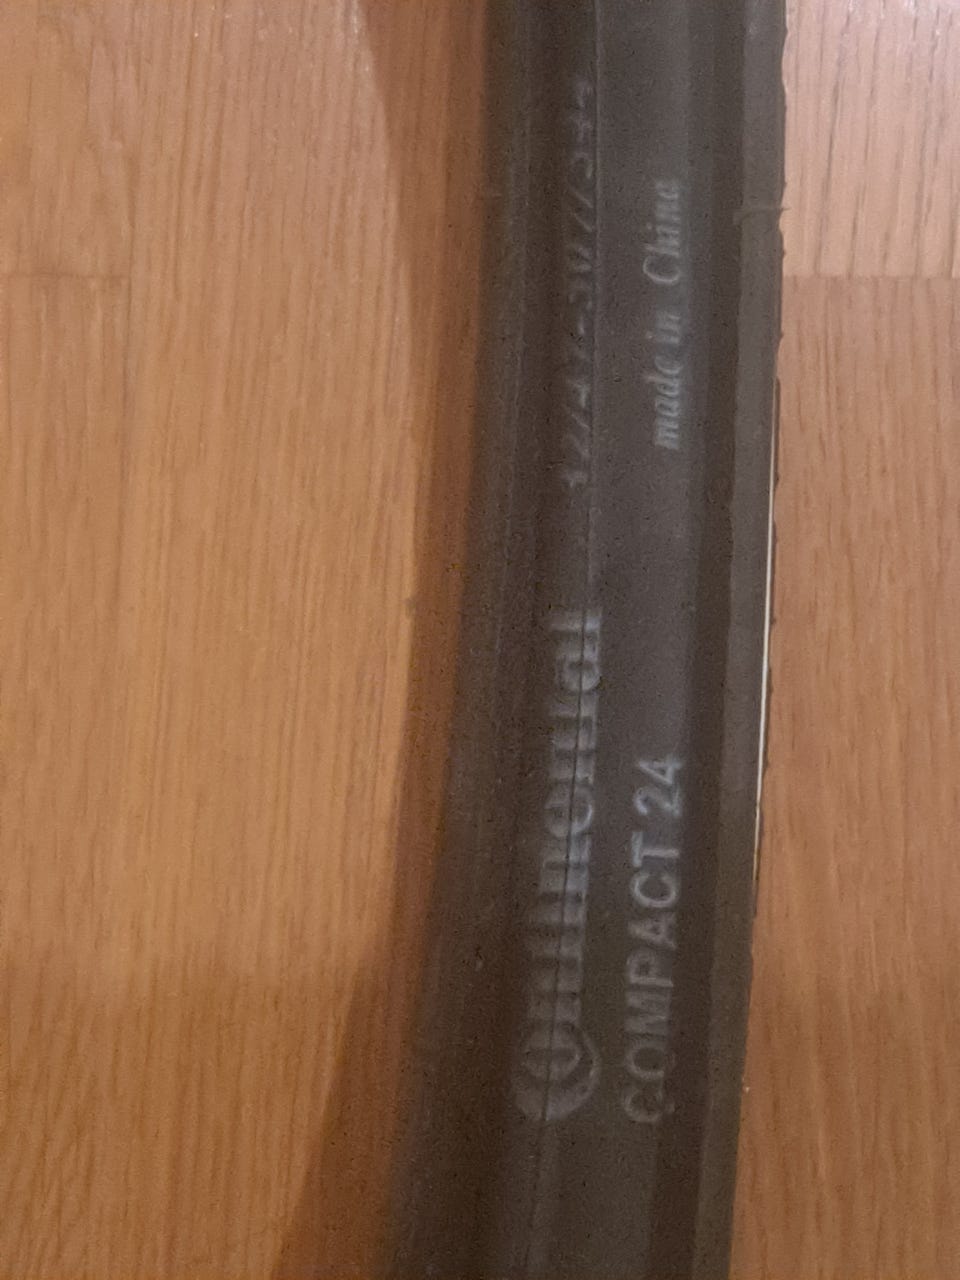 Continental
COMPACT 24
made in China